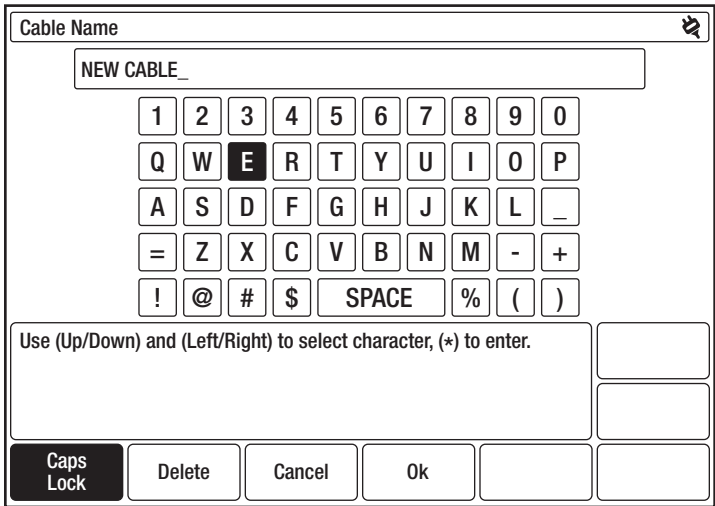 Cable Name
NEW CABLE_
1 2 3 4 5 6 7 8 9 0
Q W E R T Y U I O P
A S D F G H J K L _
= Z X C V B N M - +
! @ # $ SPACE % ( )
Use (Up/Down) and (Left/Right) to select character, (*) to enter.
Caps
Lock
Delete
Cancel
Ok